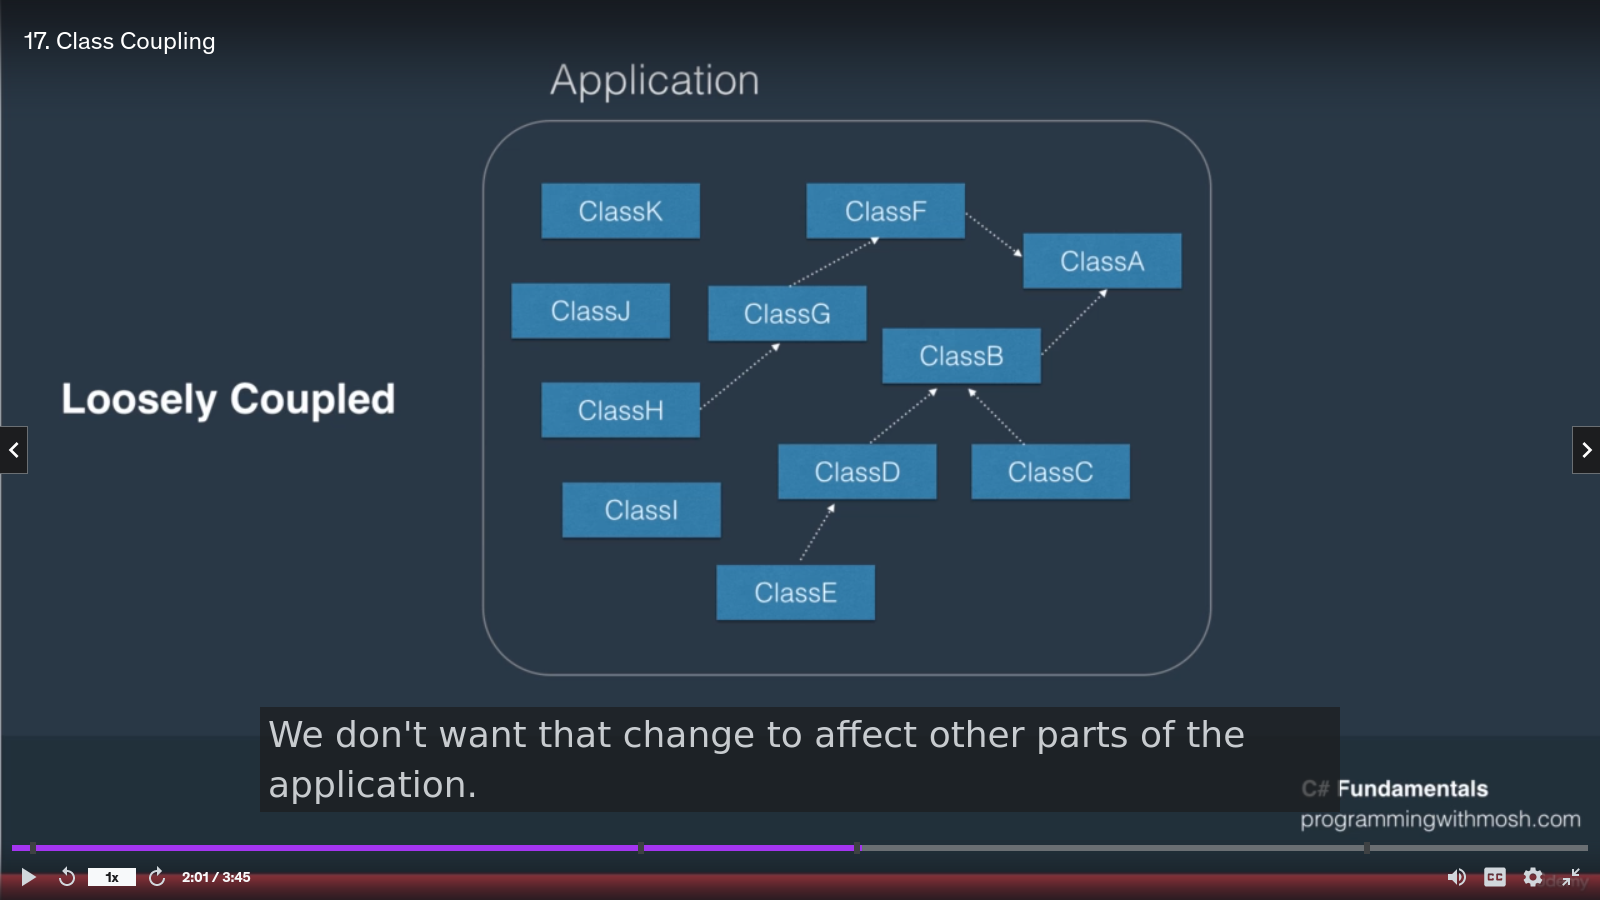 17. Class Coupling
Application
ClassK
ClassF
ClassA
ClassJ
ClassG
ClassB
Loosely Coupled
ClassH
ClassD
ClassC
ClassI
ClassE
We don't want that change to affect other parts of the
application.
C# Fundamentals
programmingwithmosh.com
1x
2:01 / 3:45
CC